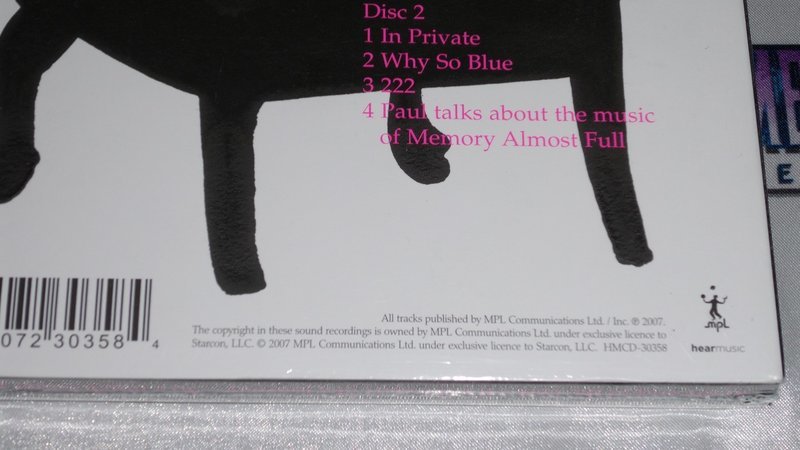 Disc 2
1 In Private
2 Why So Blue
3 222
4 Paul talks about the music
of Memory Almost Full
All tracks published by MPL Communications Ltd. / Inc. ℗ 2007.
The copyright in these sound recordings is owned by MPL Communications Ltd. under exclusive licence to
Starcon, LLC. © 2007 MPL Communications Ltd. under exclusive licence to Starcon, LLC. HMCD-30358
072 30358 4
mpl
hearmusic